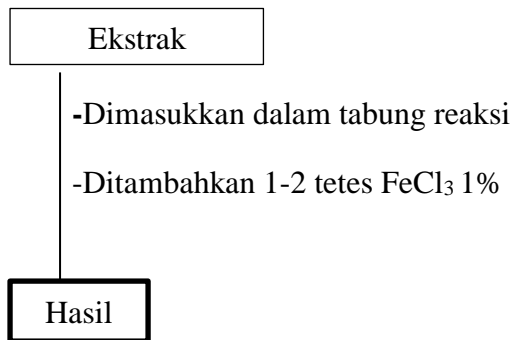 Ekstrak
-Dimasukkan dalam tabung reaksi
-Ditambahkan 1-2 tetes FeCl₃ 1%
Hasil